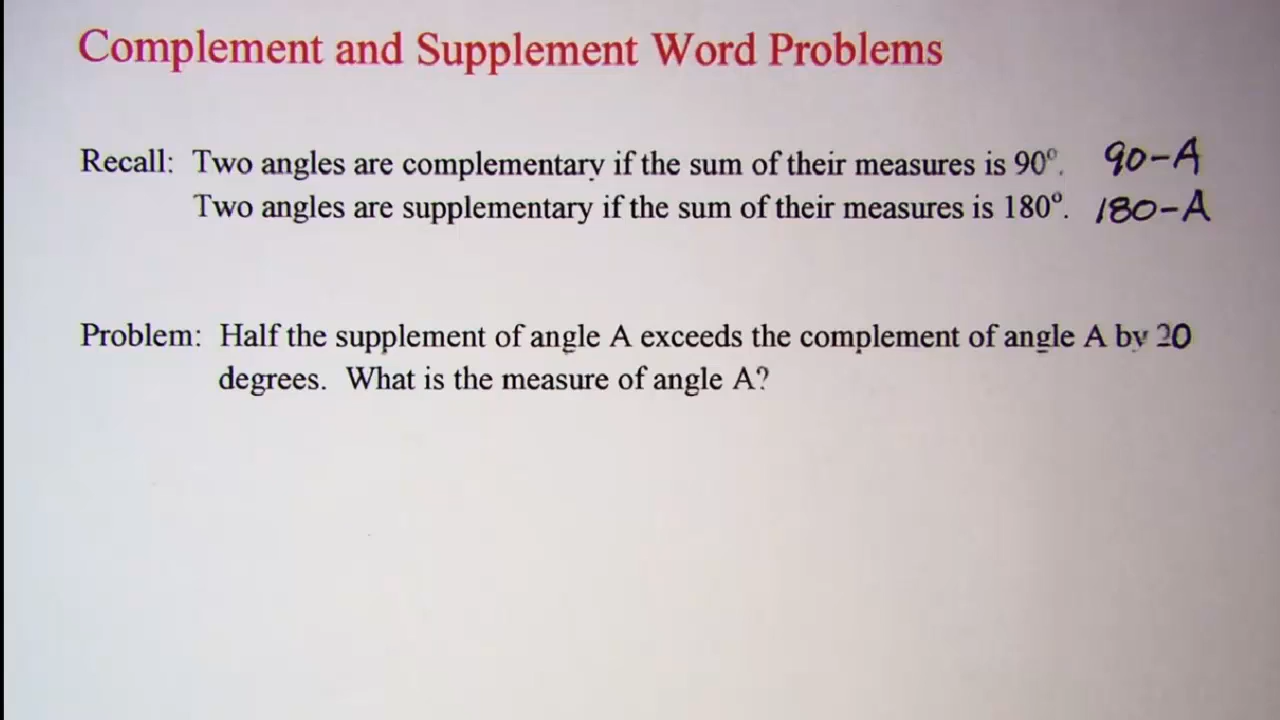 Complement and Supplement Word Problems
Recall: Two angles are complementary if the sum of their measures is 90°. 90-A
Two angles are supplementary if the sum of their measures is 180°. 180-A
Problem: Half the supplement of angle A exceeds the complement of angle A by 20
degrees. What is the measure of angle A?